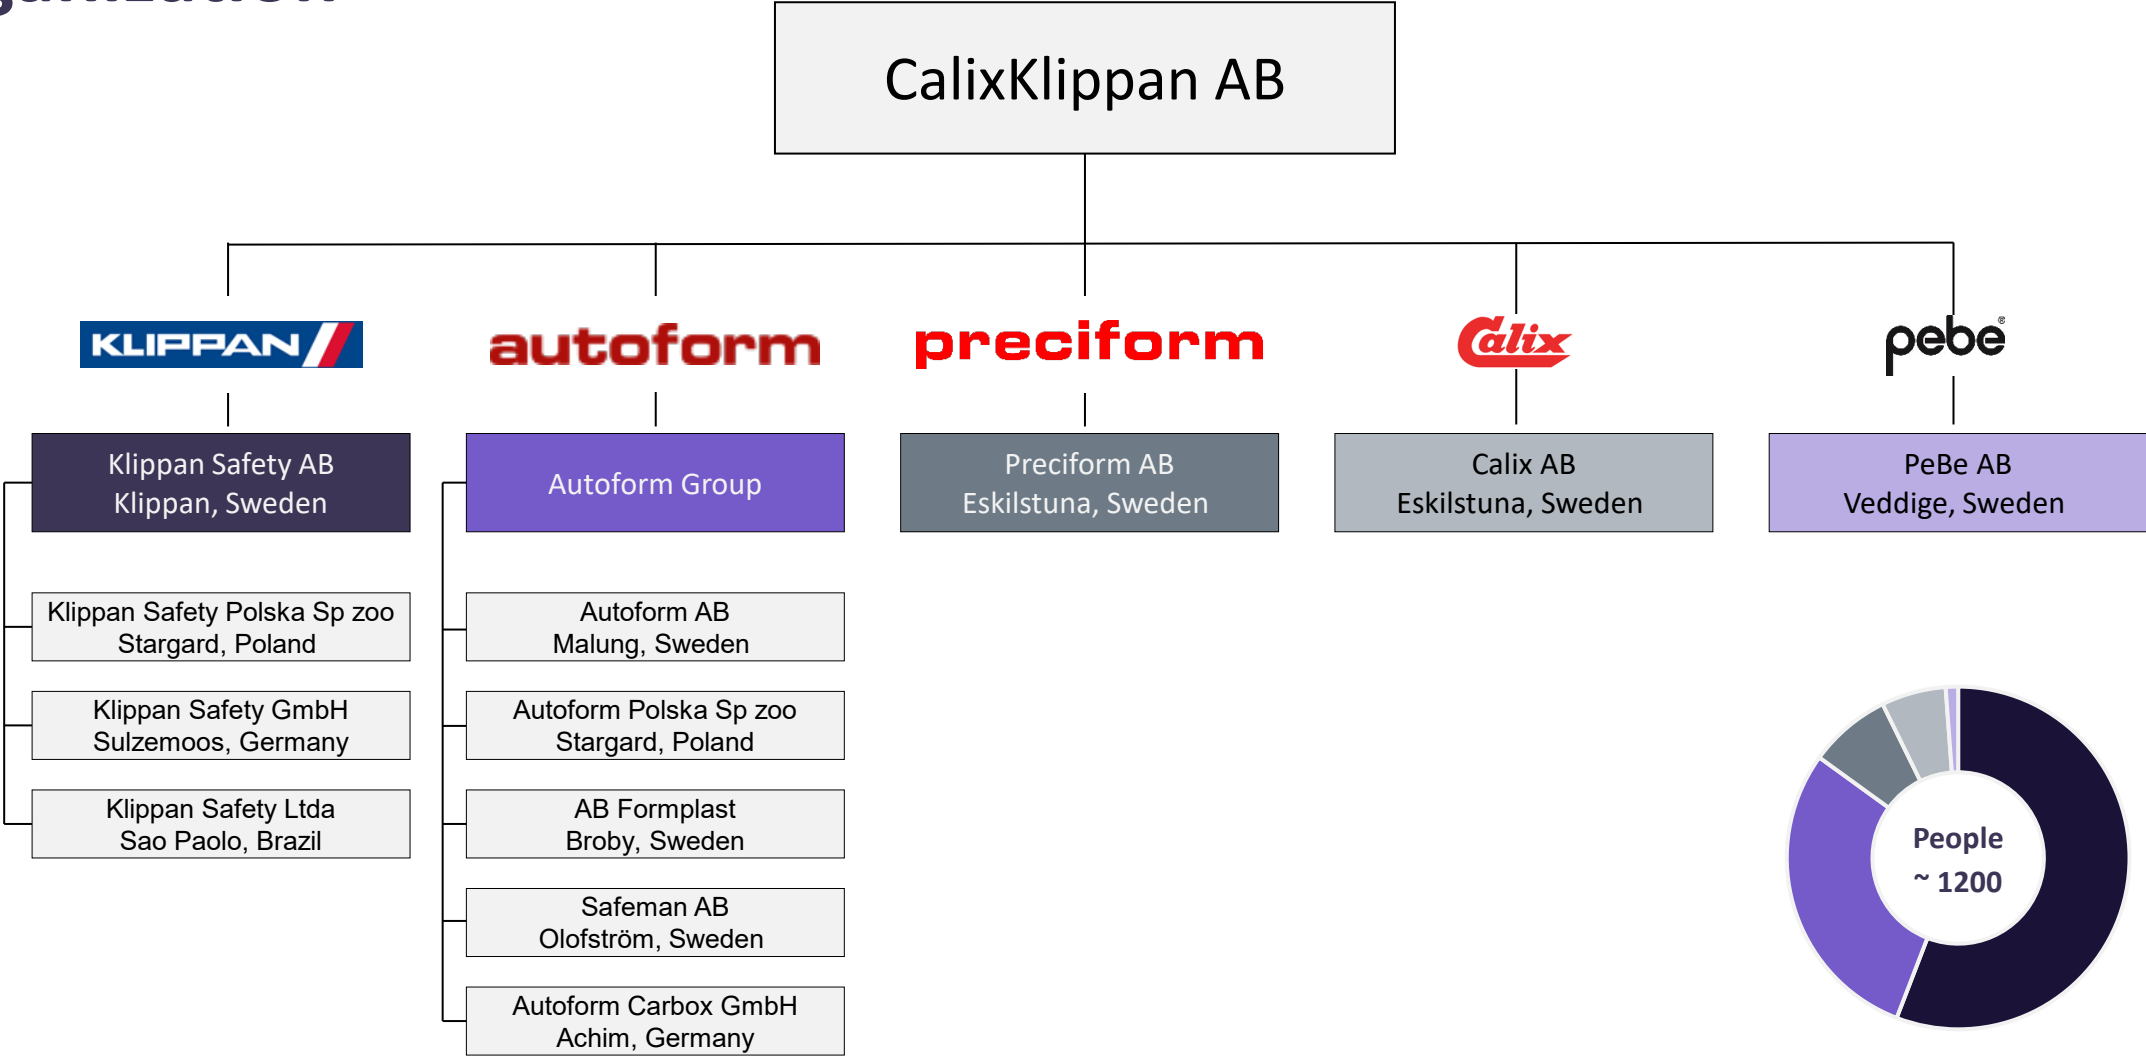 CalixKlippan AB
KLIPPAN
autoform
preciform
Calix
pebe®
Klippan Safety AB
Klippan, Sweden
Autoform Group
Preciform AB
Eskilstuna, Sweden
Calix AB
Eskilstuna, Sweden
PeBe AB
Veddige, Sweden
Klippan Safety Polska Sp zoo
Stargard, Poland
Klippan Safety GmbH
Sulzemoos, Germany
Klippan Safety Ltda
Sao Paolo, Brazil
Autoform AB
Malung, Sweden
Autoform Polska Sp zoo
Stargard, Poland
AB Formplast
Broby, Sweden
Safeman AB
Olofström, Sweden
Autoform Carbox GmbH
Achim, Germany
People
~ 1200